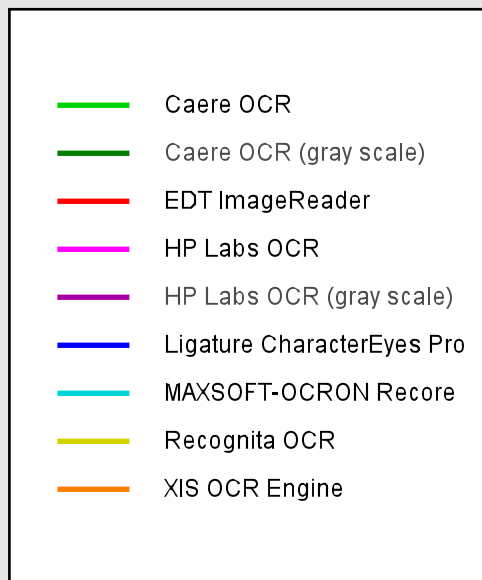 Caere OCR
Caere OCR (gray scale)
EDT ImageReader
HP Labs OCR
HP Labs OCR (gray scale)
Ligature CharacterEyes Pro
MAXSOFT-OCRON Recore
Recognita OCR
XIS OCR Engine